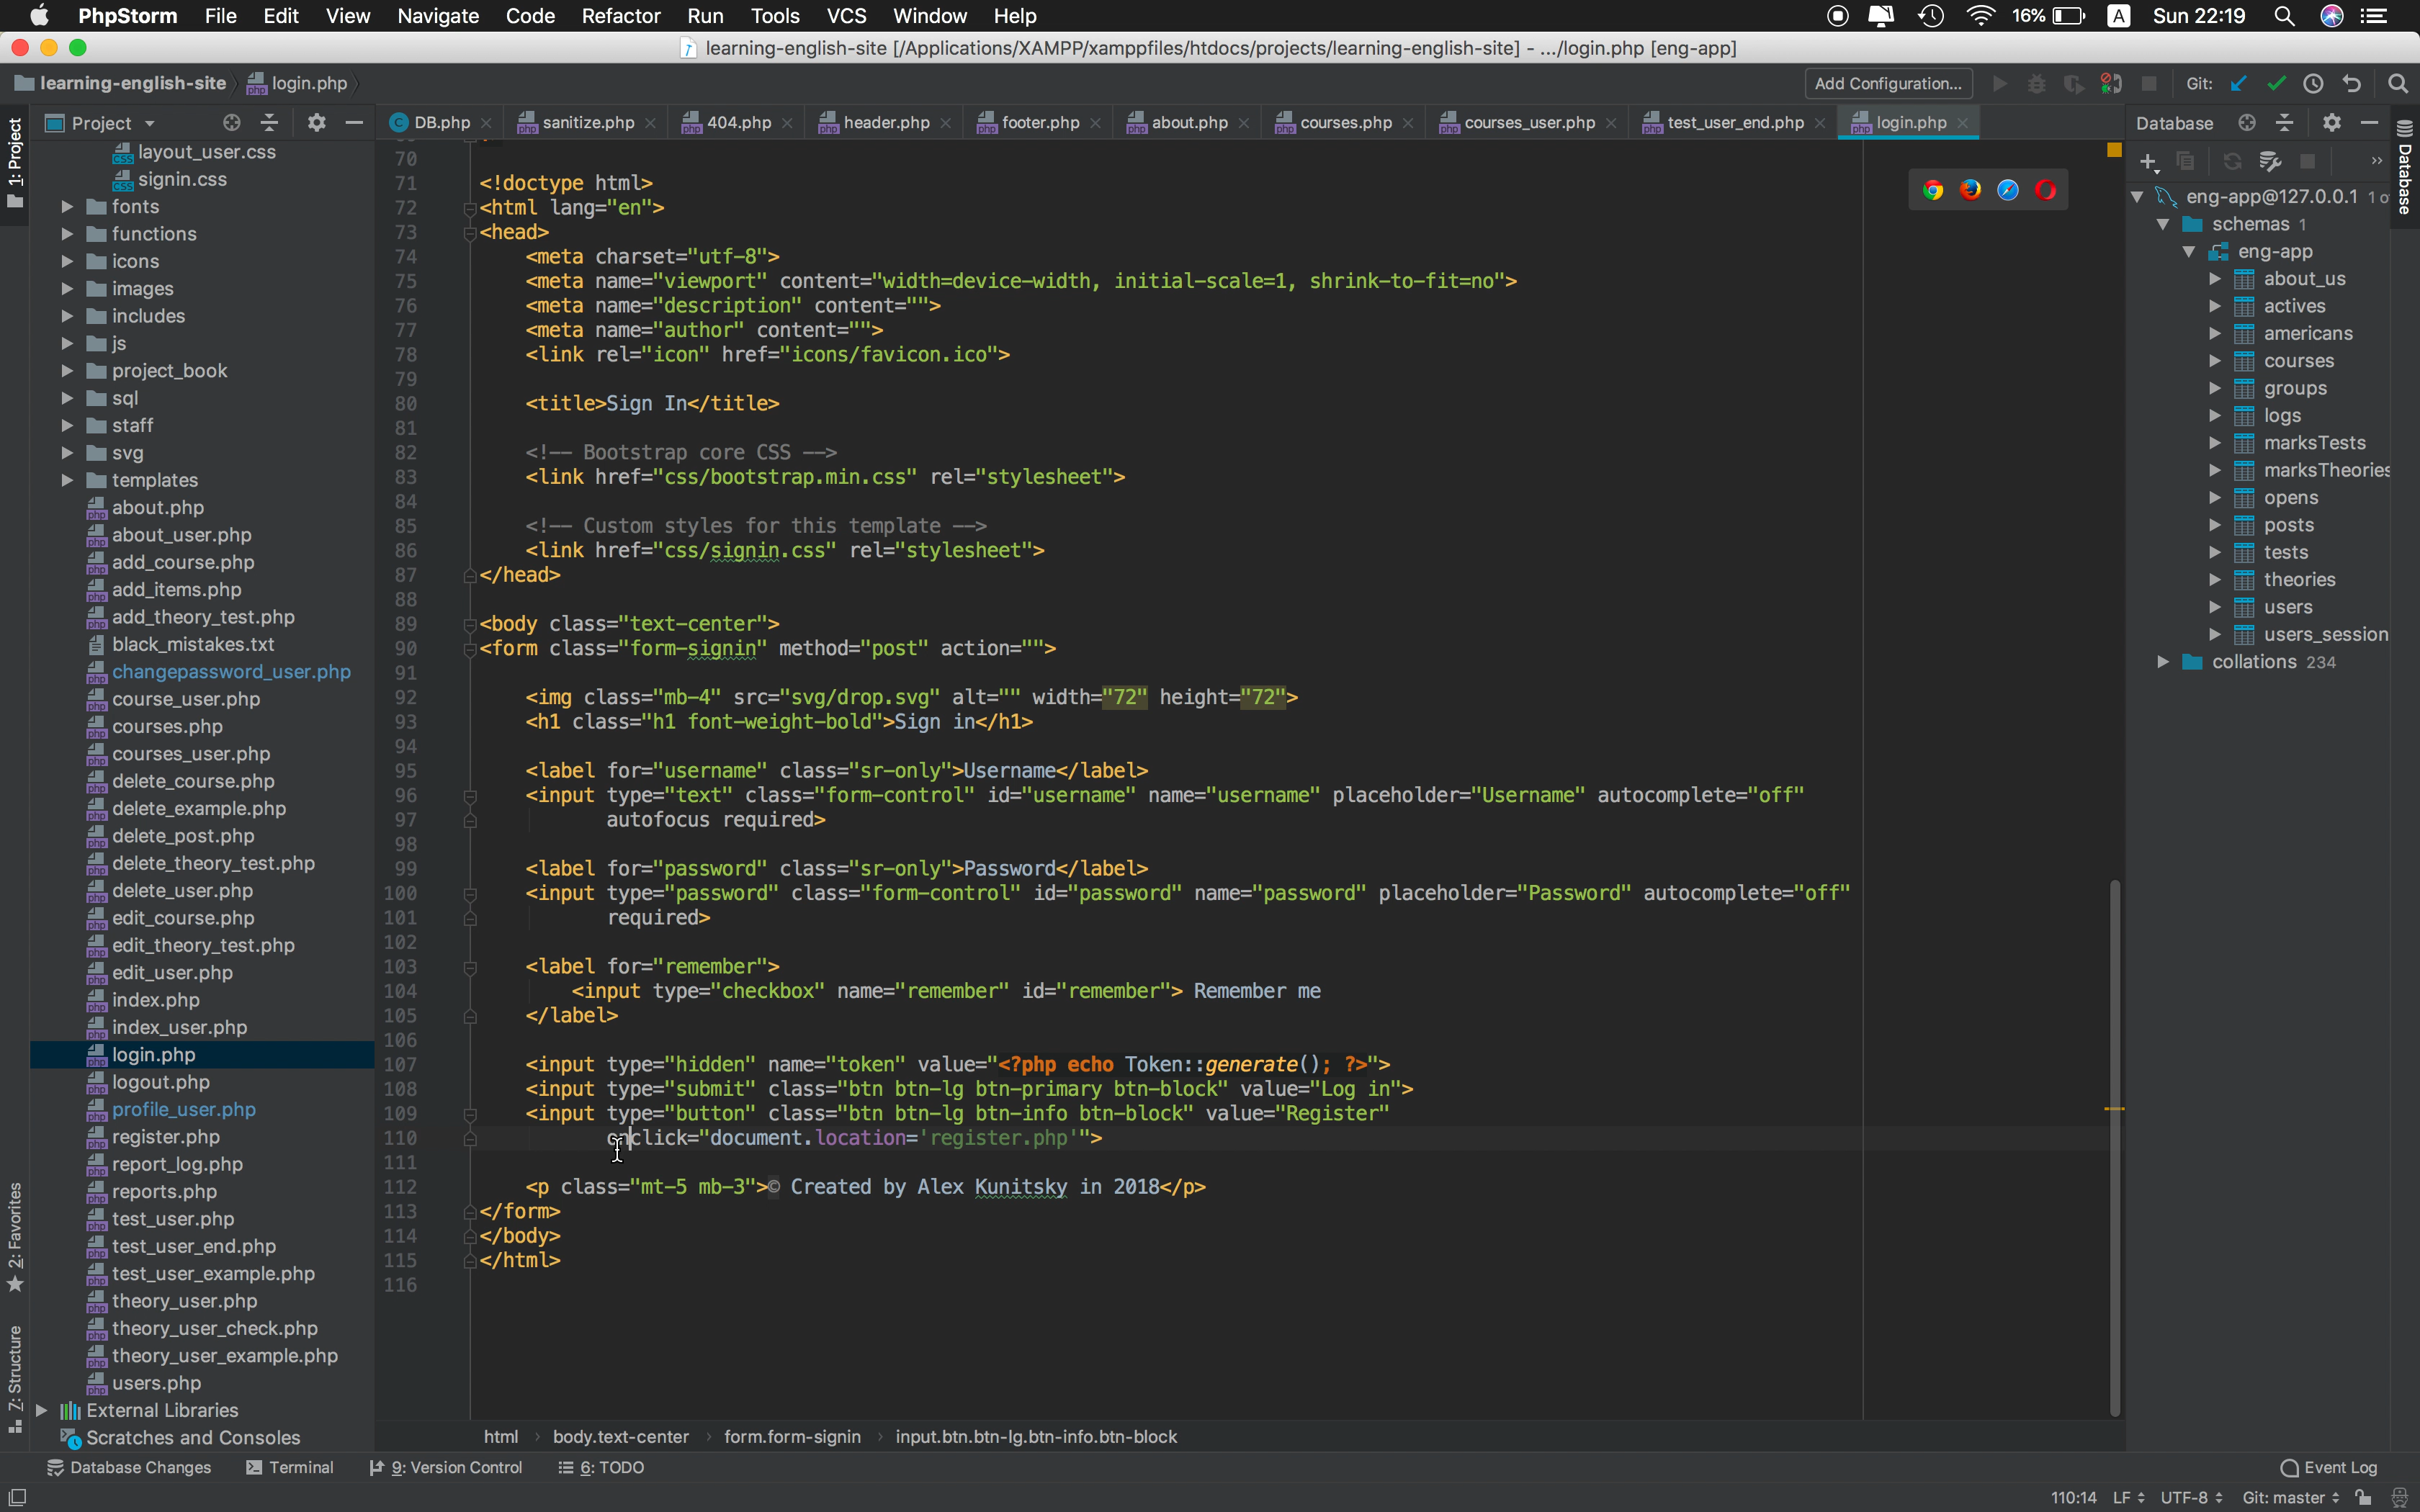 PhpStorm File Edit View Navigate Code Refactor Run Tools VCS Window Help 16% A Sun 22:19
learning-english-site [/Applications/XAMPP/xamppfiles/htdocs/projects/learning-english-site] - .../login.php [eng-app]
learning-english-site login.php Add Configuration... Git:
Project DB.php sanitize.php 404.php header.php footer.php about.php courses.php courses_user.php test_user_end.php login.php Database
1: Project
2: Favorites
7: Structure
layout_user.css
signin.css
fonts
functions
icons
images
includes
js
project_book
sql
staff
svg
templates
about.php
about_user.php
add_course.php
add_items.php
add_theory_test.php
black_mistakes.txt
changepassword_user.php
course_user.php
courses.php
courses_user.php
delete_course.php
delete_example.php
delete_post.php
delete_theory_test.php
delete_user.php
edit_course.php
edit_theory_test.php
edit_user.php
index.php
index_user.php
login.php
logout.php
profile_user.php
register.php
report_log.php
reports.php
test_user.php
test_user_end.php
test_user_example.php
theory_user.php
theory_user_check.php
theory_user_example.php
users.php
External Libraries
Scratches and Consoles
70
71 <!doctype html>
72 <html lang="en">
73 <head>
74 <meta charset="utf-8">
75 <meta name="viewport" content="width=device-width, initial-scale=1, shrink-to-fit=no">
76 <meta name="description" content="">
77 <meta name="author" content="">
78 <link rel="icon" href="icons/favicon.ico">
79
80 <title>Sign In</title>
81
82 <!-- Bootstrap core CSS -->
83 <link href="css/bootstrap.min.css" rel="stylesheet">
84
85 <!-- Custom styles for this template -->
86 <link href="css/signin.css" rel="stylesheet">
87 </head>
88
89 <body class="text-center">
90 <form class="form-signin" method="post" action="">
91
92 <img class="mb-4" src="svg/drop.svg" alt="" width="72" height="72">
93 <h1 class="h1 font-weight-bold">Sign in</h1>
94
95 <label for="username" class="sr-only">Username</label>
96 <input type="text" class="form-control" id="username" name="username" placeholder="Username" autocomplete="off"
97 autofocus required>
98
99 <label for="password" class="sr-only">Password</label>
100 <input type="password" class="form-control" id="password" name="password" placeholder="Password" autocomplete="off"
101 required>
102
103 <label for="remember">
104 <input type="checkbox" name="remember" id="remember"> Remember me
105 </label>
106
107 <input type="hidden" name="token" value="<?php echo Token::generate(); ?>">
108 <input type="submit" class="btn btn-lg btn-primary btn-block" value="Log in">
109 <input type="button" class="btn btn-lg btn-info btn-block" value="Register"
110 onclick="document.location='register.php'">
111
112 <p class="mt-5 mb-3">© Created by Alex Kunitsky in 2018</p>
113 </form>
114 </body>
115 </html>
116
html body.text-center form.form-signin input.btn.btn-lg.btn-info.btn-block
eng-app@127.0.0.1 1 o
schemas 1
eng-app
about_us
actives
americans
courses
groups
logs
marksTests
marksTheories
opens
posts
tests
theories
users
users_session
collations 234
Database
Database Changes Terminal 9: Version Control 6: TODO Event Log
110:14 LF UTF-8 Git: master